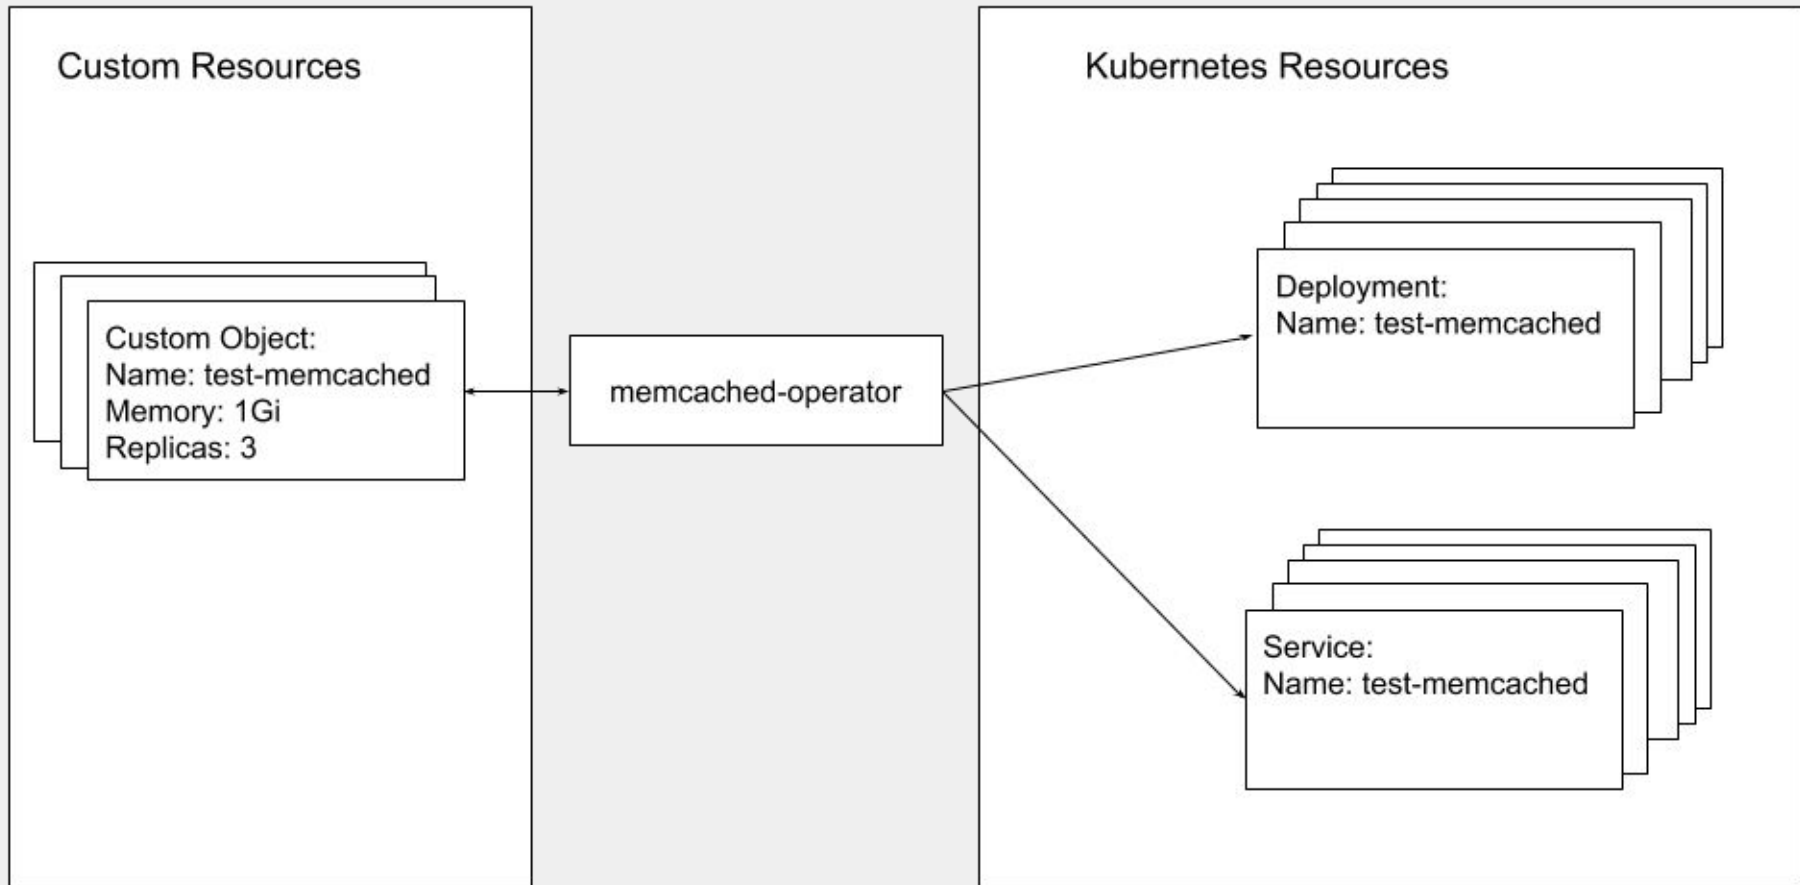 Custom Resources
Custom Object:
Name: test-memcached
Memory: 1Gi
Replicas: 3
memcached-operator
Kubernetes Resources
Deployment:
Name: test-memcached
Service:
Name: test-memcached